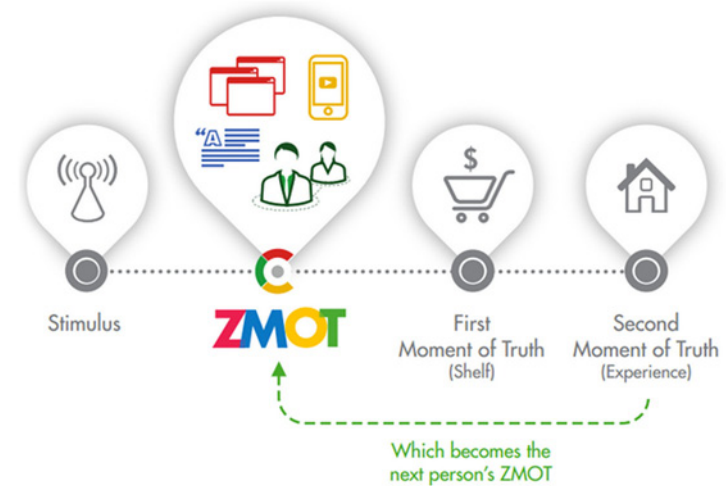 “A
$
Stimulus
ZMOT
First
Moment of Truth
(Shelf)
Second
Moment of Truth
(Experience)
Which becomes the
next person's ZMOT